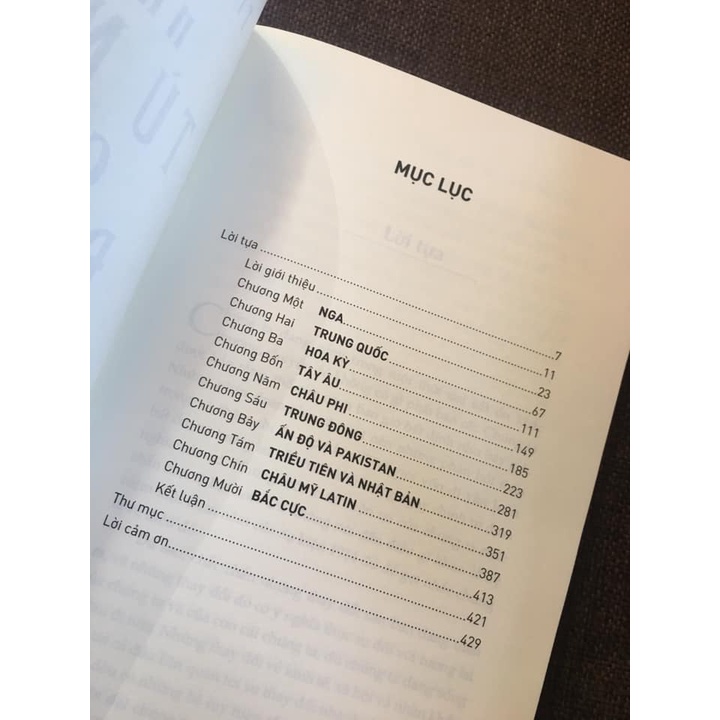 MỤC LỤC
Lời tựa.....7
Lời giới thiệu.....11
Chương Một NGA.....23
Chương Hai TRUNG QUỐC.....67
Chương Ba HOA KỲ.....111
Chương Bốn TÂY ÂU.....149
Chương Năm CHÂU PHI.....185
Chương Sáu TRUNG ĐÔNG.....223
Chương Bảy ẤN ĐỘ VÀ PAKISTAN.....281
Chương Tám TRIỀU TIÊN VÀ NHẬT BẢN.....319
Chương Chín CHÂU MỸ LATIN.....351
Chương Mười BẮC CỰC.....387
Kết luận.....413
Thư mục.....421
Lời cảm ơn.....429